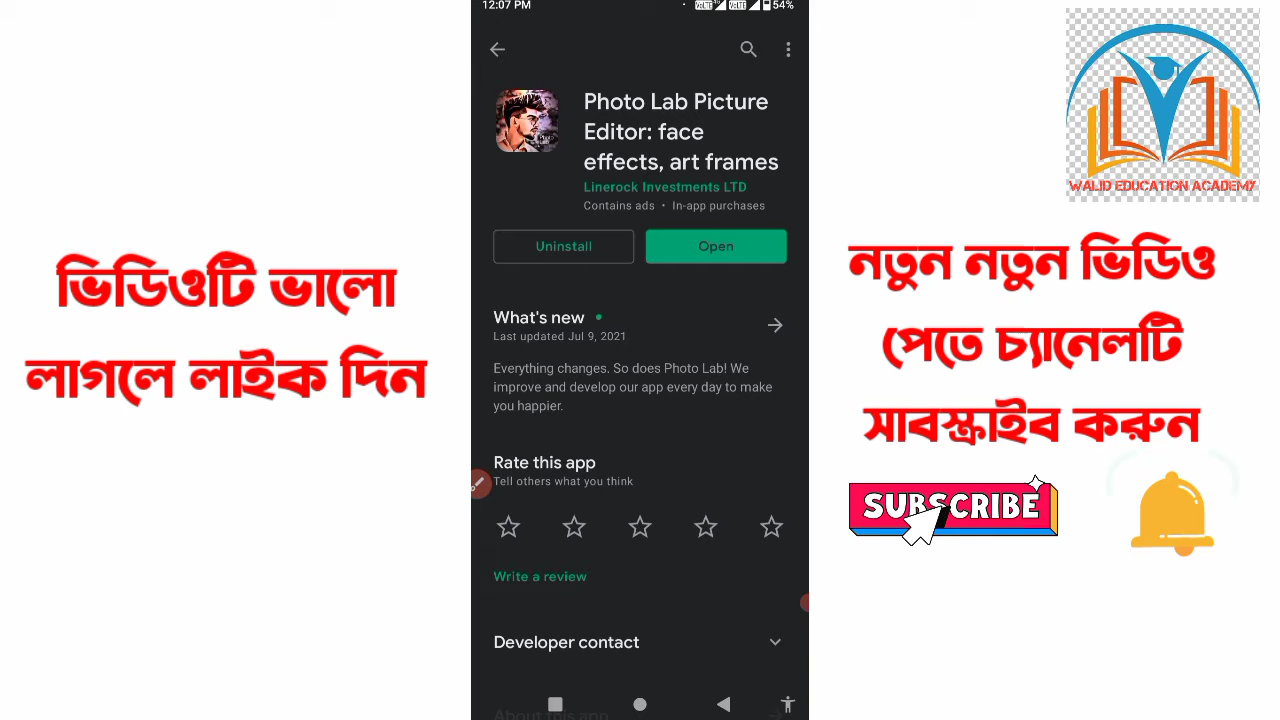 12:07 PM
54%
Photo Lab Picture
Editor: face
effects, art frames
Linerock Investments LTD
Contains ads • In-app purchases
Uninstall
Open
What's new
Last updated Jul 9, 2021
Everything changes. So does Photo Lab! We
improve and develop our app every day to make
you happier.
Rate this app
Tell others what you think
Write a review
Developer contact
About this app
ভিডিওটি ভালো
লাগলে লাইক দিন
WALID EDUCATION ACADEMY
নতুন নতুন ভিডিও
পেতে চ্যানেলটি
সাবস্ক্রাইব করুন
SUBSCRIBE